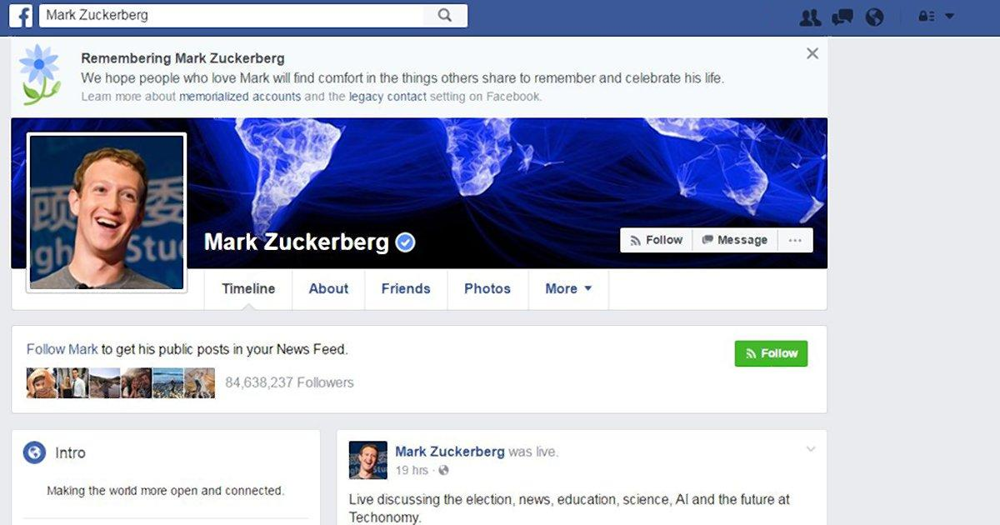 f
Mark Zuckerberg
Remembering Mark Zuckerberg
We hope people who love Mark will find comfort in the things others share to remember and celebrate his life.
Learn more about memorialized accounts and the legacy contact setting on Facebook.
Mark Zuckerberg
Follow
Message
Timeline
About
Friends
Photos
More
Follow Mark to get his public posts in your News Feed.
Follow
84,638,237 Followers
Intro
Making the world more open and connected.
Mark Zuckerberg was live.
19 hrs ·
Live discussing the election, news, education, science, AI and the future at
Techonomy.